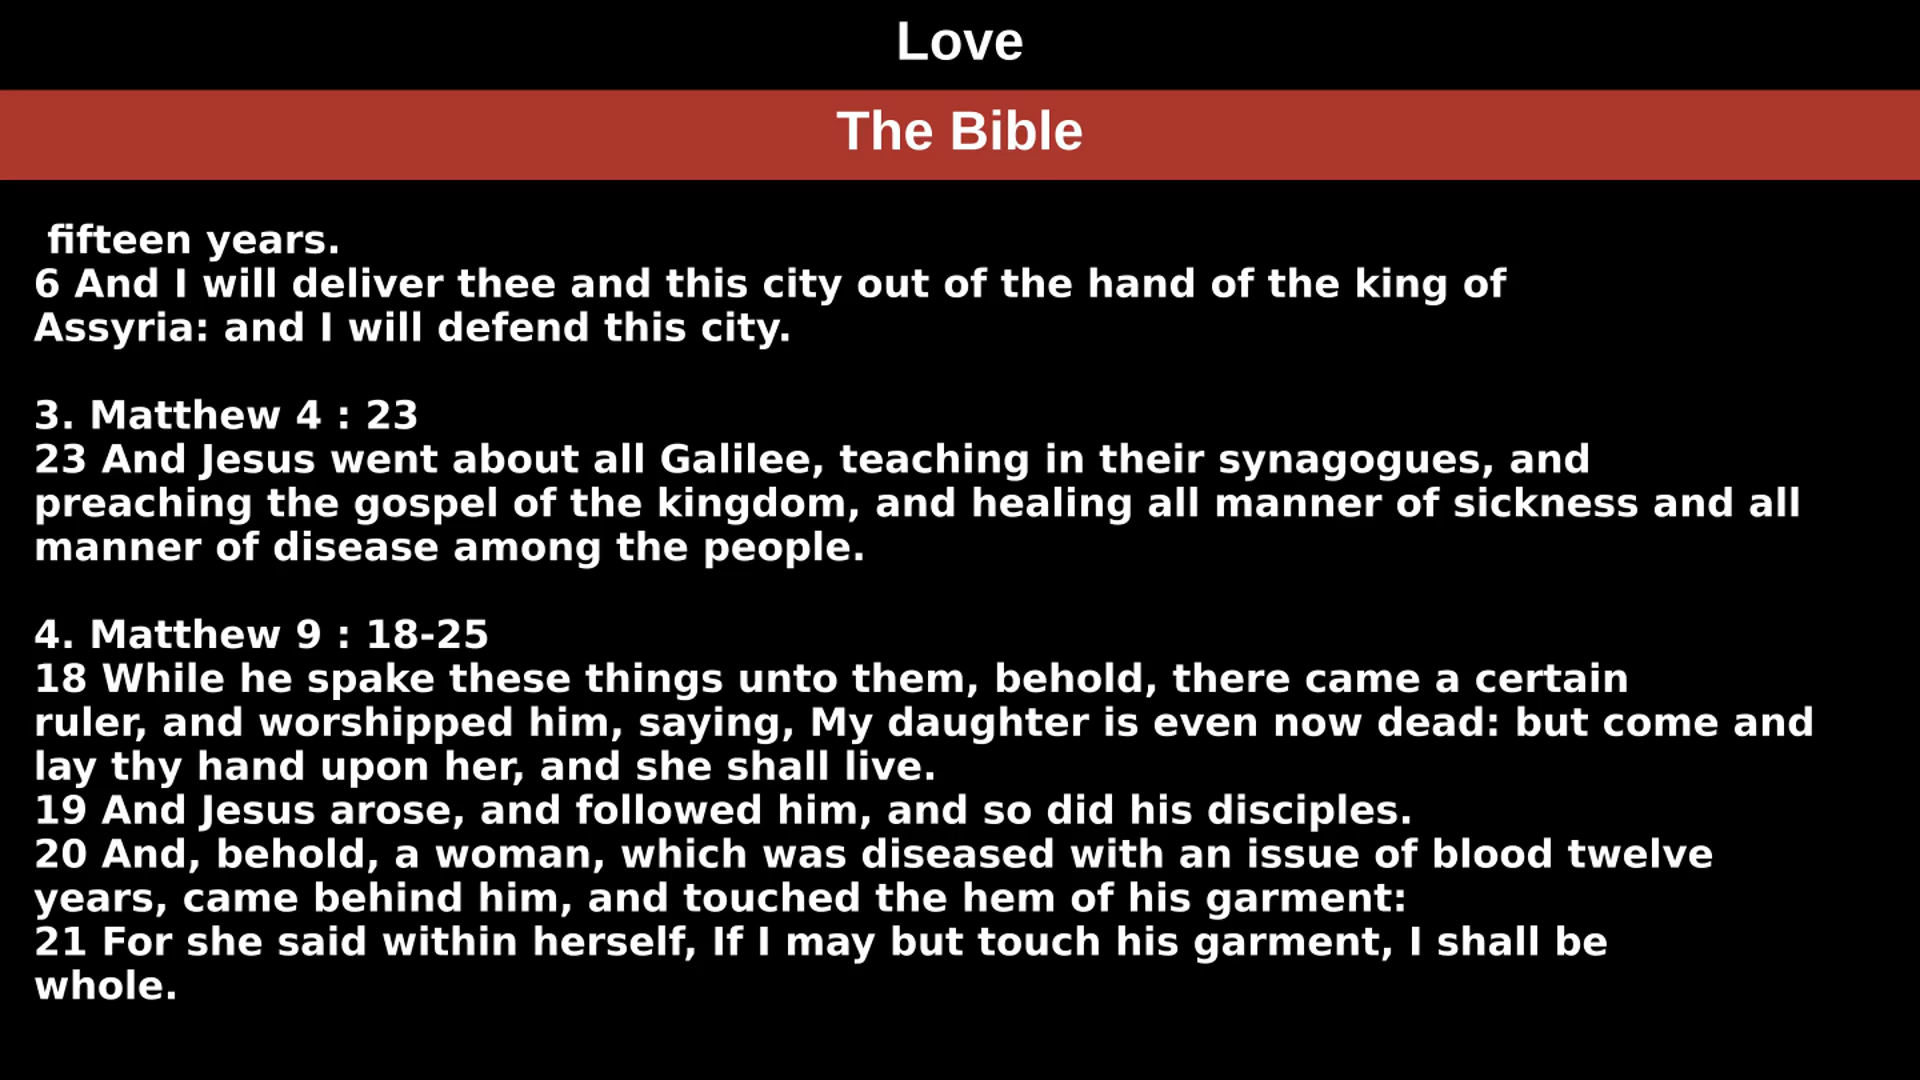 Love
The Bible
fifteen years.
6 And I will deliver thee and this city out of the hand of the king of
Assyria: and I will defend this city.
3. Matthew 4 : 23
23 And Jesus went about all Galilee, teaching in their synagogues, and
preaching the gospel of the kingdom, and healing all manner of sickness and all
manner of disease among the people.
4. Matthew 9 : 18-25
18 While he spake these things unto them, behold, there came a certain
ruler, and worshipped him, saying, My daughter is even now dead: but come and
lay thy hand upon her, and she shall live.
19 And Jesus arose, and followed him, and so did his disciples.
20 And, behold, a woman, which was diseased with an issue of blood twelve
years, came behind him, and touched the hem of his garment:
21 For she said within herself, If I may but touch his garment, I shall be
whole.